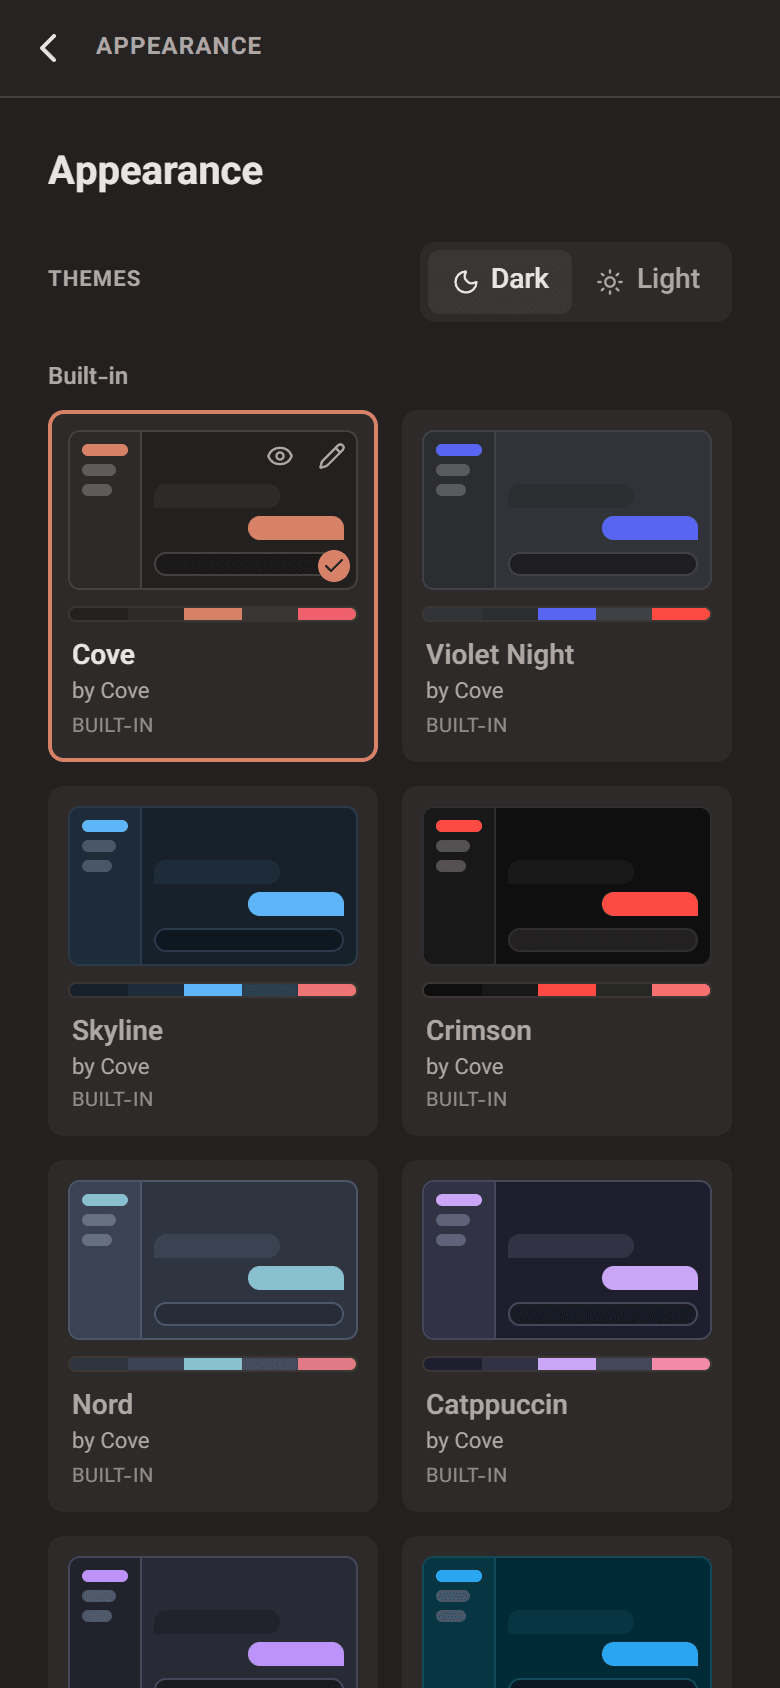 APPEARANCE
Appearance
THEMES
Dark
Light
Built-in
Cove
by Cove
BUILT-IN
Violet Night
by Cove
BUILT-IN
Skyline
by Cove
BUILT-IN
Crimson
by Cove
BUILT-IN
Nord
by Cove
BUILT-IN
Catppuccin
by Cove
BUILT-IN